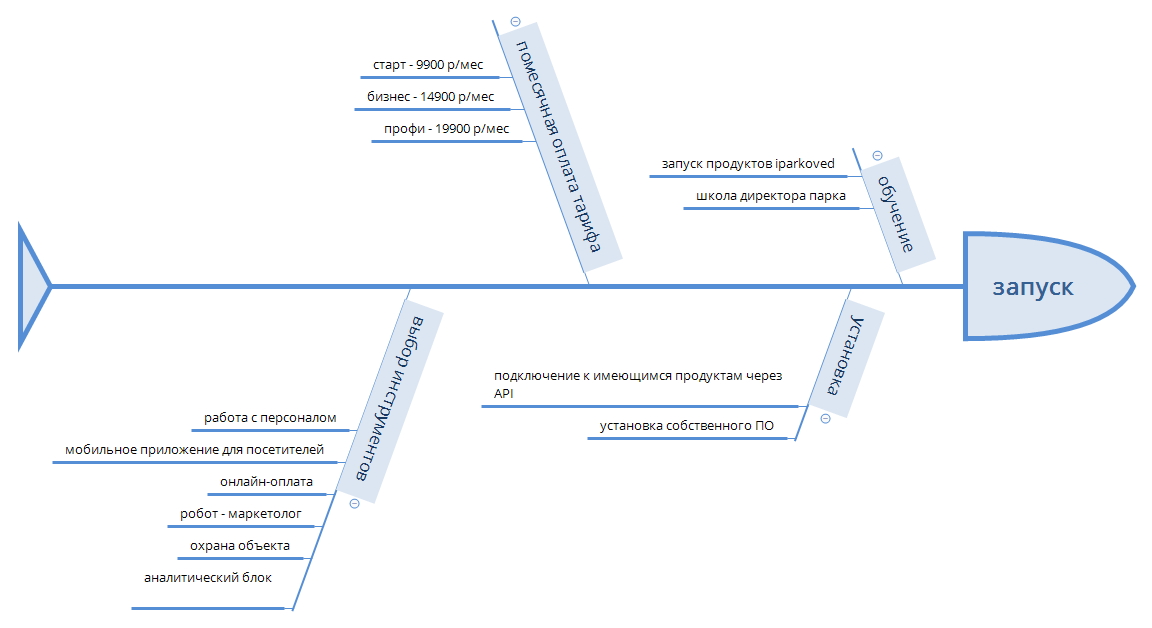 помесячная оплата тарифа
старт - 9900 р/мес
бизнес - 14900 р/мес
профи - 19900 р/мес
обучение
запуск продуктов iparkoved
школа директора парка
запуск
выбор инструментов
работа с персоналом
мобильное приложение для посетителей
онлайн-оплата
робот - маркетолог
охрана объекта
аналитический блок
установка
подключение к имеющимся продуктам через
API
установка собственного ПО